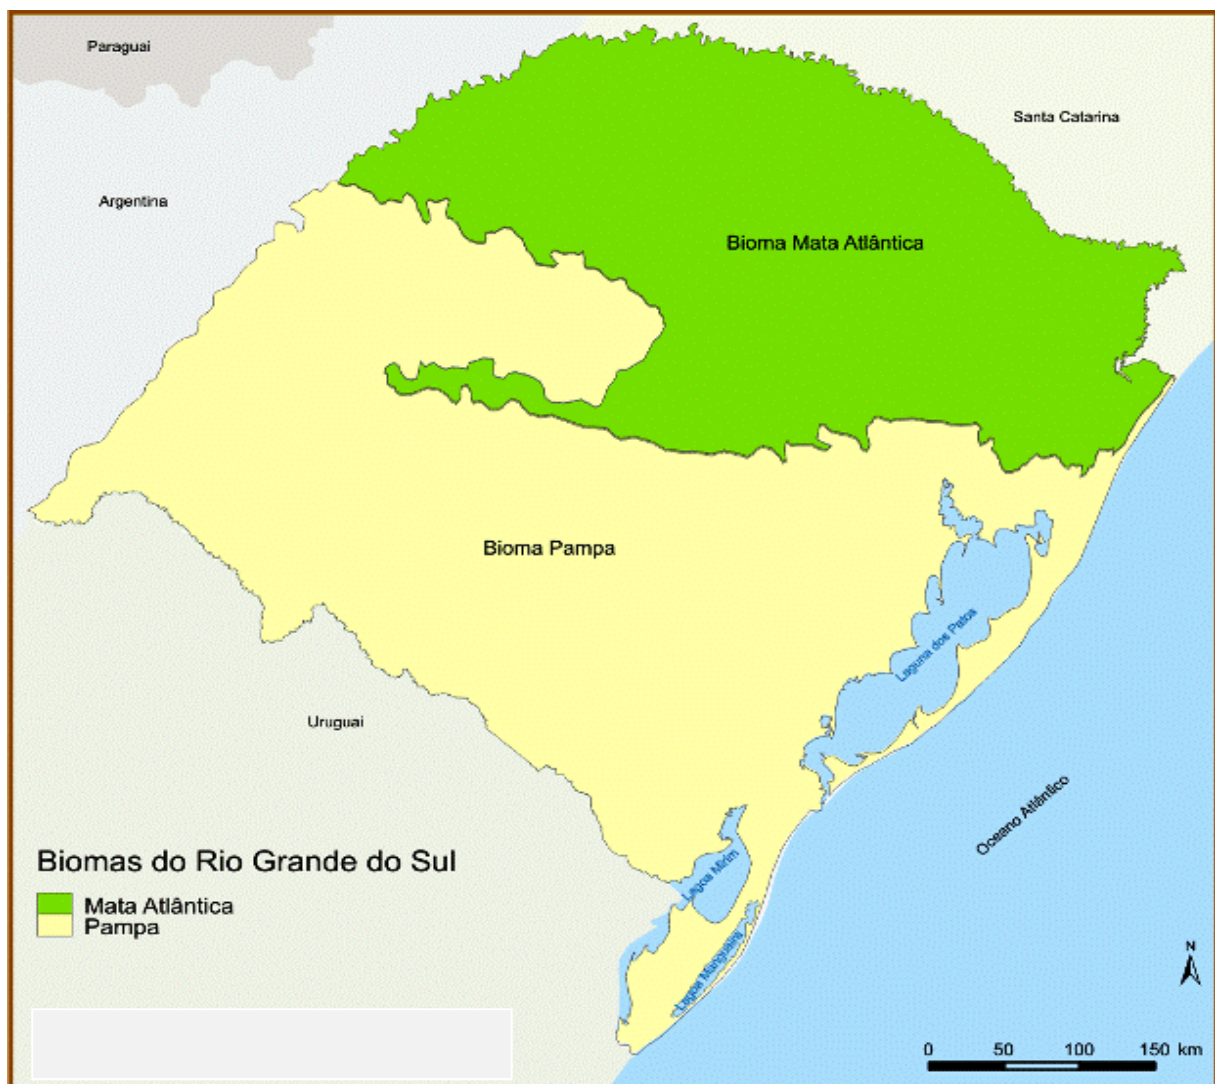 Paraguai
Santa Catarina
Argentina
Bioma Mata Atlântica
Bioma Pampa
Laguna dos Patos
Uruguai
Oceano Atlântico
Biomas do Rio Grande do Sul
Lagoa Mirim
Mata Atlântica
Pampa
Lagoa Mangueira
N
0 50 100 150 km